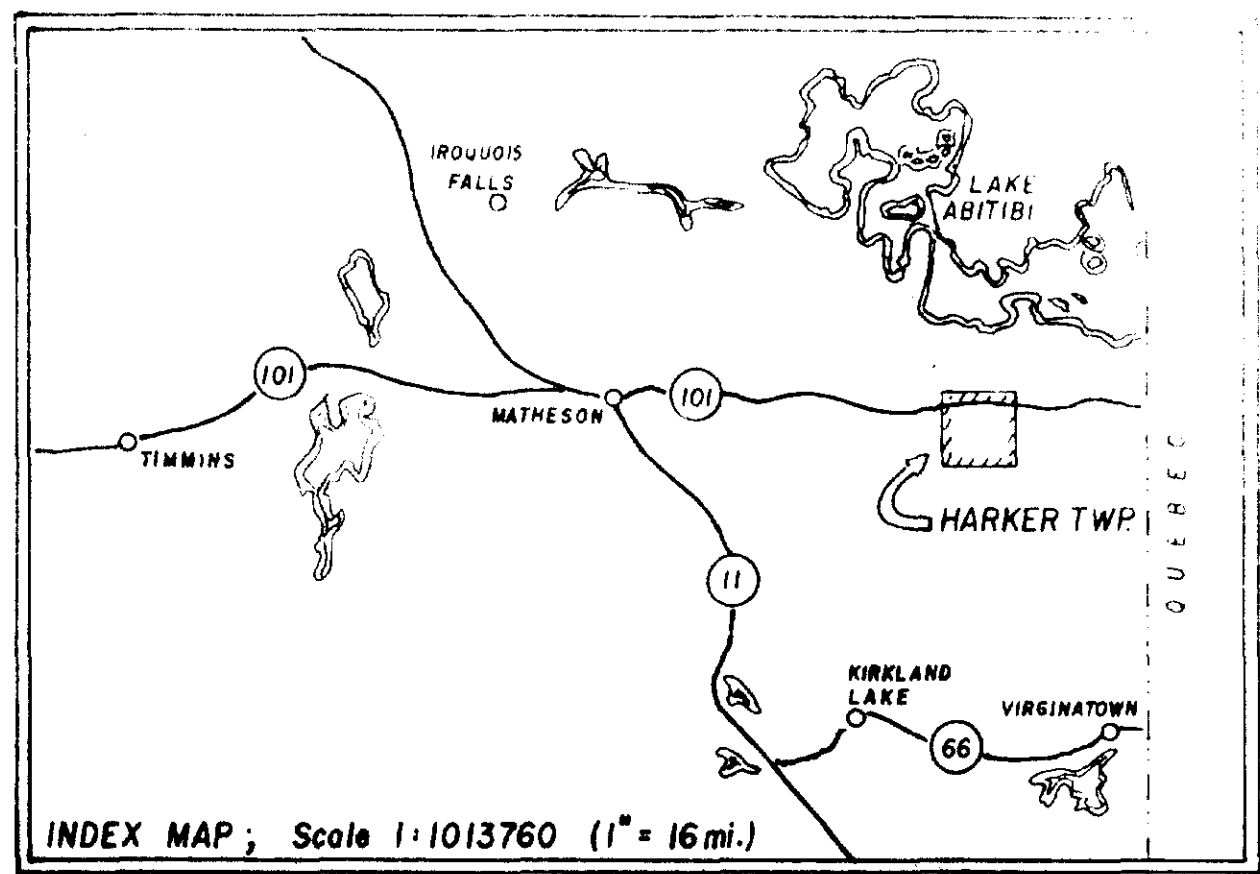 IROQUOIS
FALLS
LAKE
ABITIBI
101
TIMMINS
MATHESON
101
HARKER TWP.
QUEBEC
11
KIRKLAND
LAKE
66
VIRGINATOWN
INDEX MAP; Scale 1:1013760 (1" = 16 mi.)